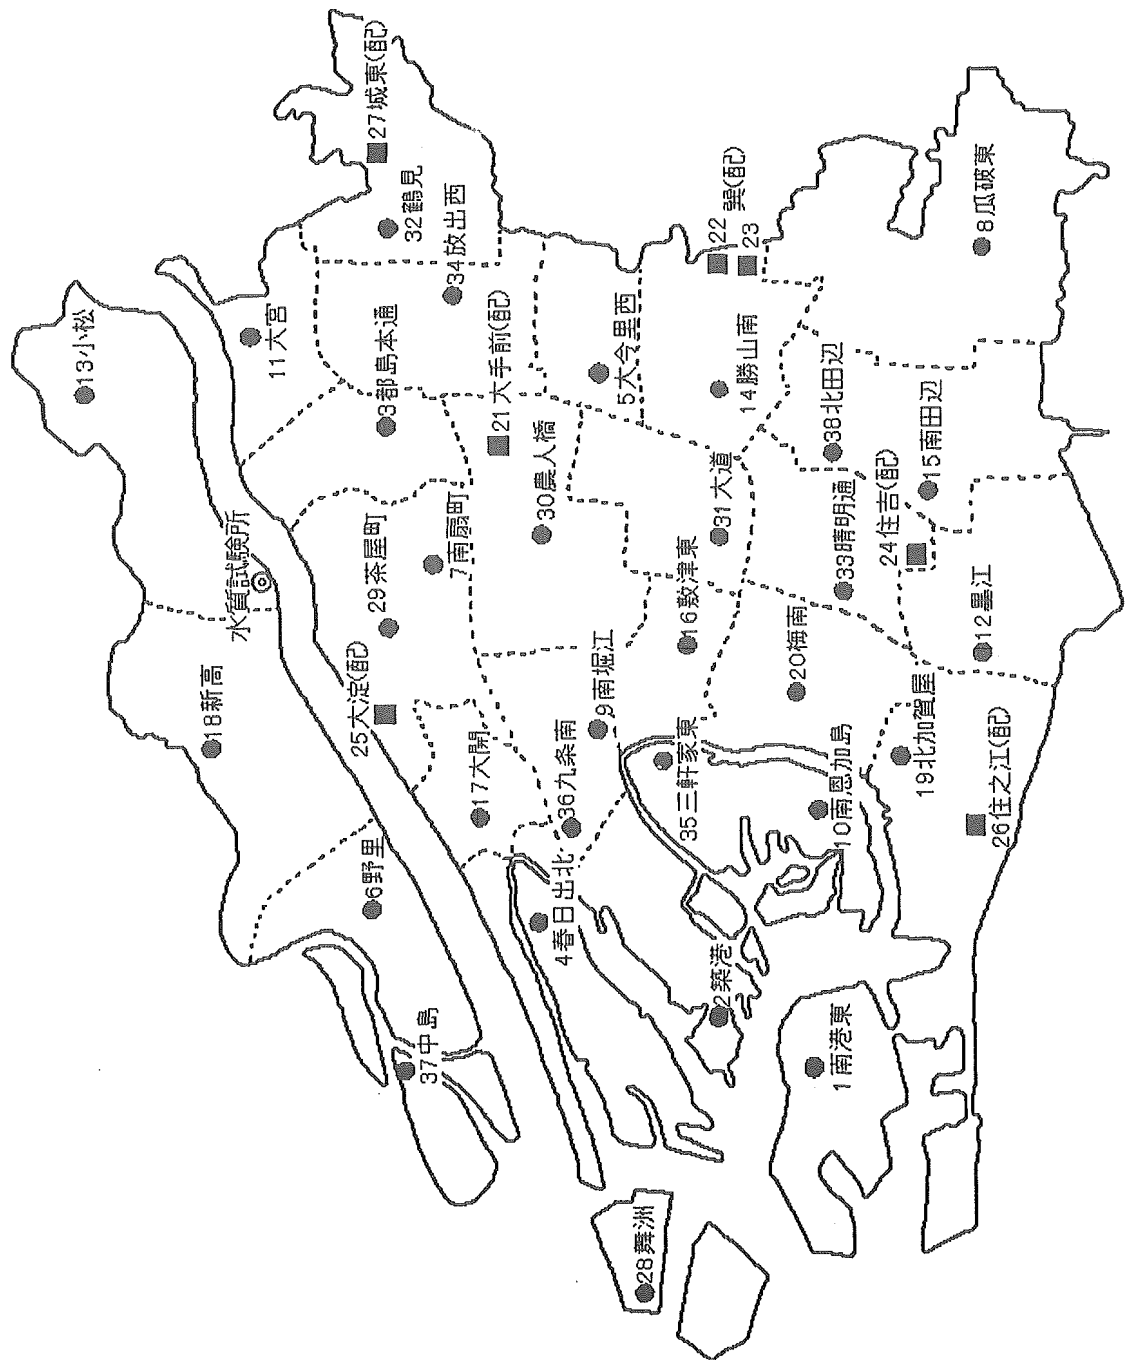 13小松
18新高
水質試験所
11大宮
27城東(配)
32鶴見
34放出西
3都島本通
21大手前(配)
29茶屋町
7南扇町
25大淀(配)
6野里
37中島
17大開
36九条南
4春日出北
9南堀江
30農人橋
5大今里西
22
23
巽(配)
14勝山南
31大道
16敷津東
35三軒家東
2築港
28舞洲
1南港東
10南恩加島
20梅南
33晴明通
38北田辺
24住吉(配)
15南田辺
8瓜破東
12墨江
19北加賀屋
26住之江(配)